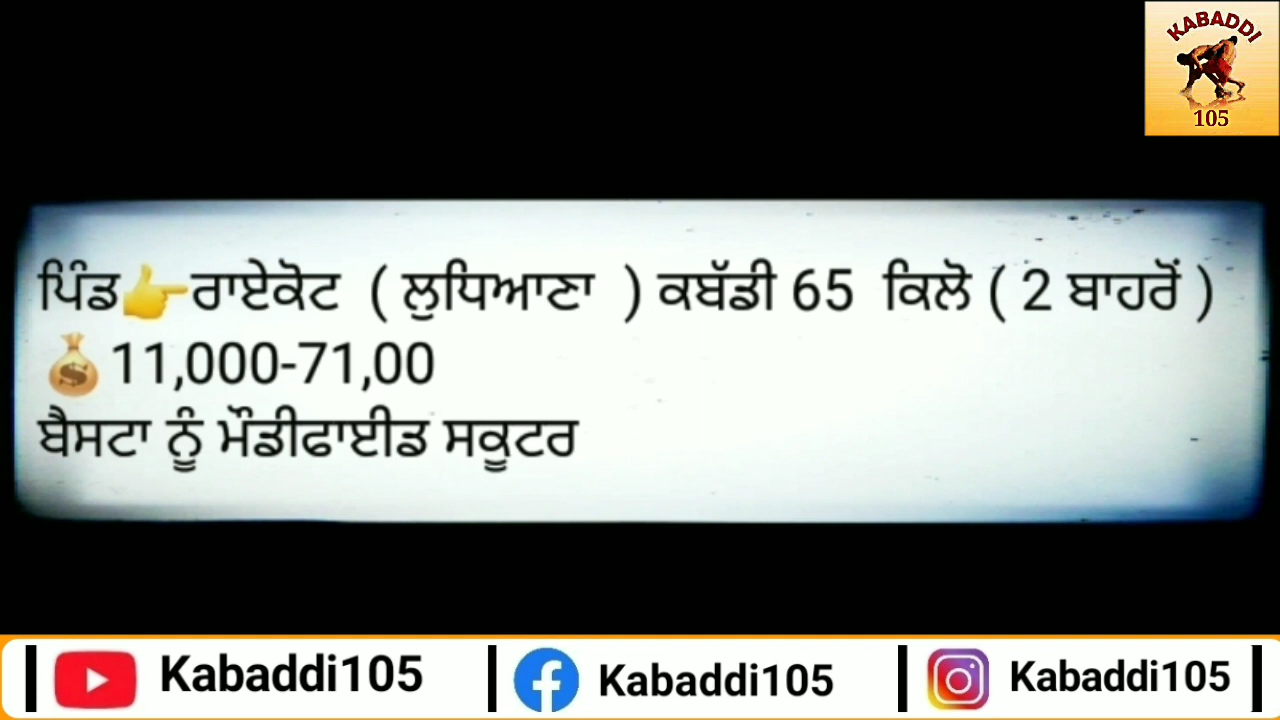 KABADDI
105
ਪਿੰਡ👉ਰਾਏਕੋਟ ( ਲੁਧਿਆਣਾ ) ਕਬੱਡੀ 65 ਕਿਲੋ ( 2 ਬਾਹਰੋਂ )
💰11,000-71,00
ਬੈਸਟਾ ਨੂੰ ਮੌਡੀਫਾਈਡ ਸਕੂਟਰ
Kabaddi105 Kabaddi105 Kabaddi105